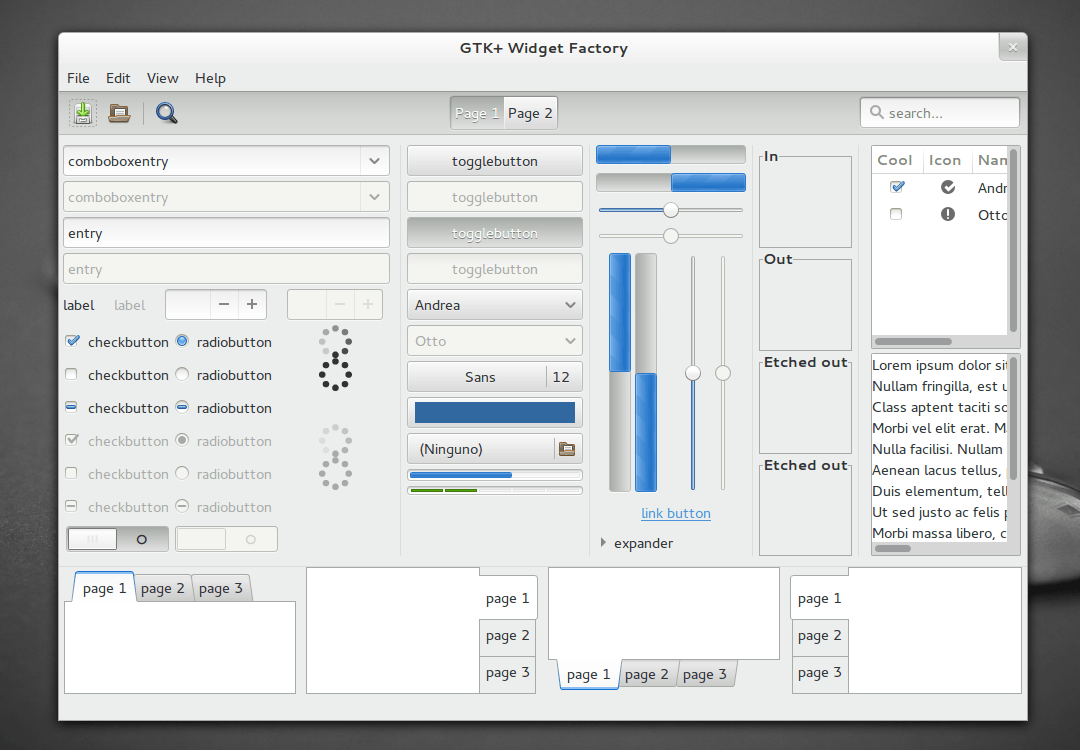 GTK+ Widget Factory
File Edit View Help
Page 1 Page 2 search...
comboboxentry
comboboxentry
entry
entry
label label
checkbutton radiobutton
checkbutton radiobutton
checkbutton radiobutton
checkbutton radiobutton
checkbutton radiobutton
checkbutton radiobutton
togglebutton
togglebutton
togglebutton
togglebutton
Andrea
Otto
Sans 12
(Ninguno)
link button
expander
In
Out
Etched out
Etched out
Cool Icon Nan
Andr
Otto
Lorem ipsum dolor sit
Nullam fringilla, est u
Class aptent taciti so
Morbi vel elit erat. M
Nulla facilisi. Nullam
Aenean lacus tellus,
Duis elementum, tell
Ut sed justo ac felis p
Morbi massa libero, c
page 1 page 2 page 3
page 1
page 2
page 3
page 1 page 2 page 3
page 1
page 2
page 3